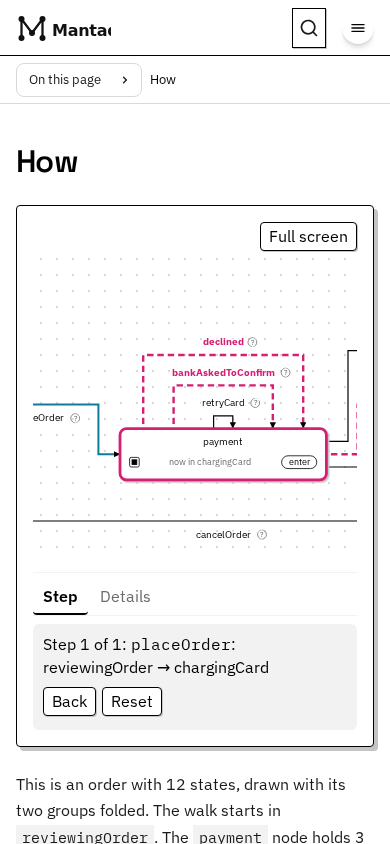 Manta
On this page
How
How
Full screen
declined ?
bankAskedToConfirm ?
retryCard ?
eOrder ?
payment
now in chargingCard
enter
cancelOrder ?
Step
Details
Step 1 of 1: placeOrder:
reviewingOrder → chargingCard
Back
Reset
This is an order with 12 states, drawn with its
two groups folded. The walk starts in
reviewingOrder . The payment node holds 3